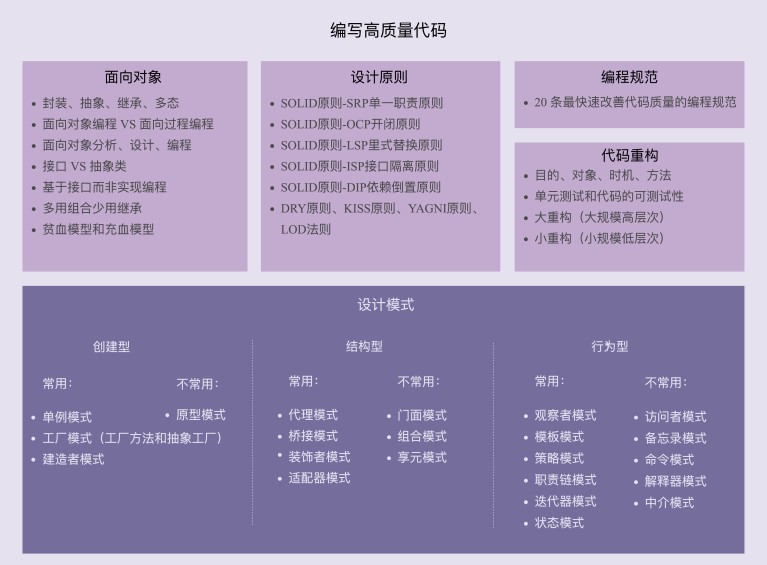 编写高质量代码
面向对象
封装、抽象、继承、多态
面向对象编程 VS 面向过程编程
面向对象分析、设计、编程
接口 VS 抽象类
基于接口而非实现编程
多用组合少用继承
贫血模型和充血模型
设计原则
SOLID原则-SRP单一职责原则
SOLID原则-OCP开闭原则
SOLID原则-LSP里式替换原则
SOLID原则-ISP接口隔离原则
SOLID原则-DIP依赖倒置原则
DRY原则、KISS原则、YAGNI原则、
LOD法则
编程规范
20 条最快速改善代码质量的编程规范
代码重构
目的、对象、时机、方法
单元测试和代码的可测试性
大重构（大规模高层次）
小重构（小规模低层次）
设计模式
创建型
常用：
单例模式
工厂模式（工厂方法和抽象工厂）
建造者模式
不常用：
原型模式
结构型
常用：
代理模式
桥接模式
装饰者模式
适配器模式
不常用：
门面模式
组合模式
享元模式
行为型
常用：
观察者模式
模板模式
策略模式
职责链模式
迭代器模式
状态模式
不常用：
访问者模式
备忘录模式
命令模式
解释器模式
中介模式